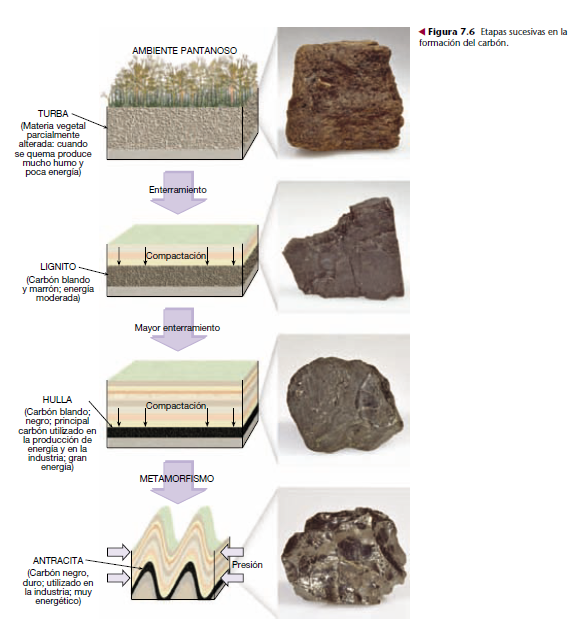 ◀ Figura 7.6 Etapas sucesivas en la
formación del carbón.
AMBIENTE PANTANOSO
TURBA
(Materia vegetal
parcialmente
alterada: cuando
se quema produce
mucho humo y
poca energía)
Enterramiento
Compactación
LIGNITO
(Carbón blando
y marrón; energía
moderada)
Mayor enterramiento
Compactación
HULLA
(Carbón blando;
negro; principal
carbón utilizado en
la producción de
energía y en la
industria; gran
energía)
METAMORFISMO
ANTRACITA
(Carbón negro,
duro; utilizado en
la industria; muy
energético)
Presión